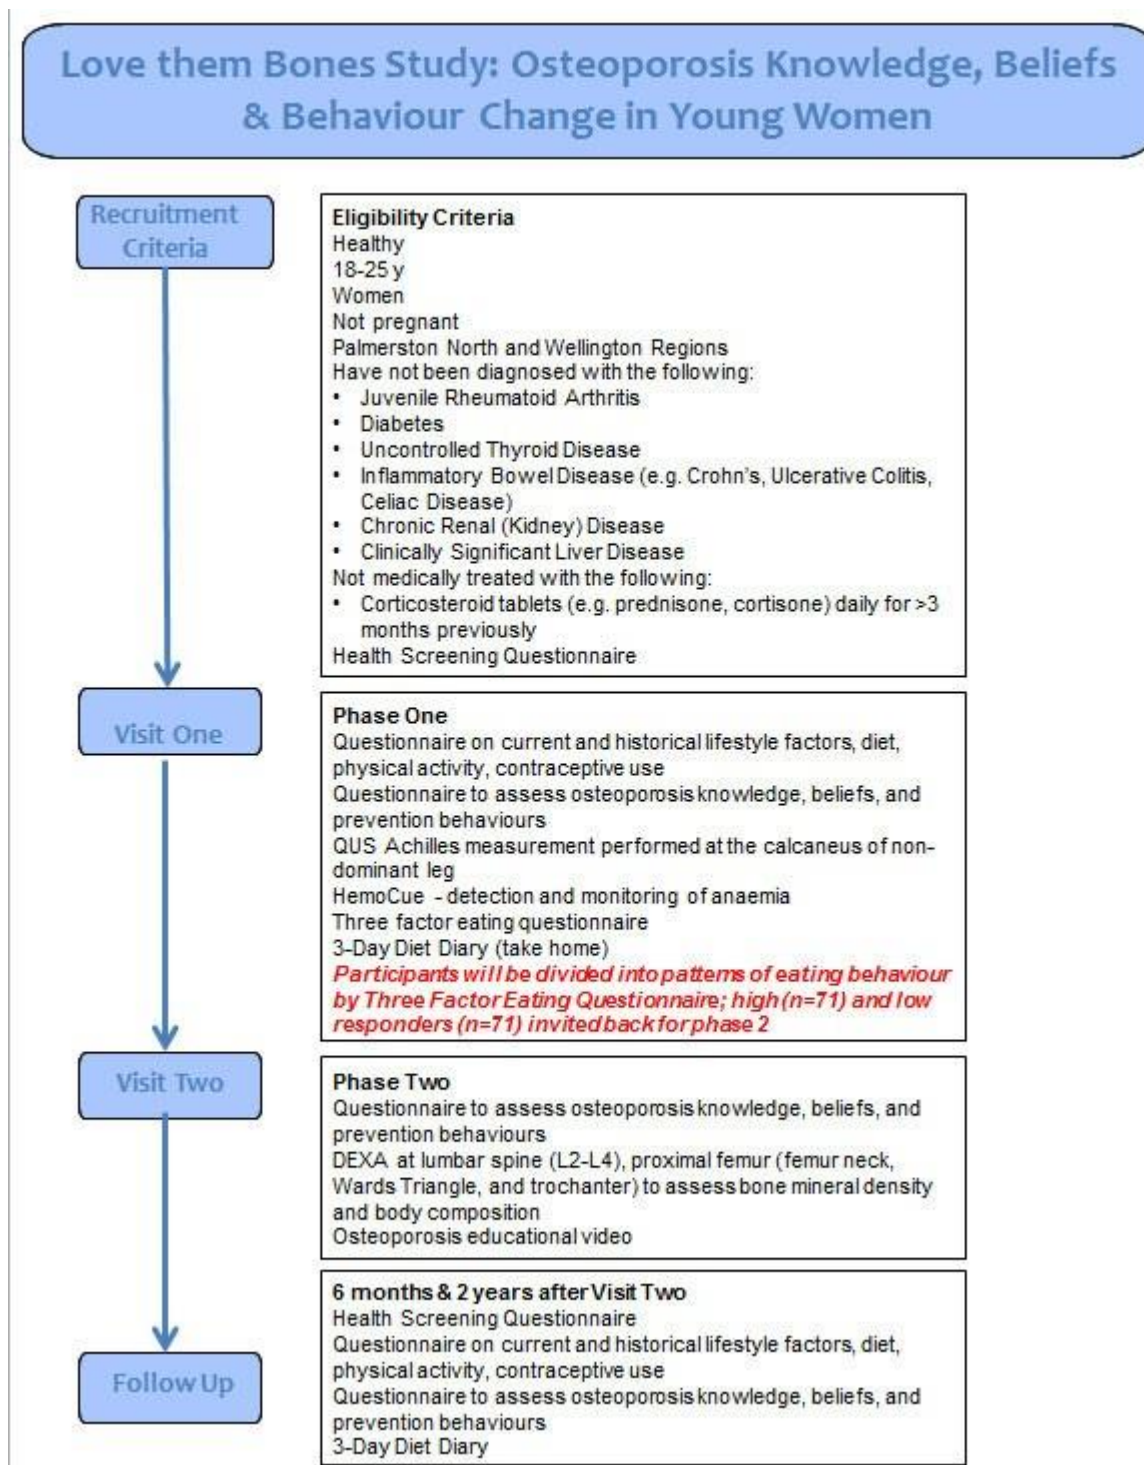 Love them Bones Study: Osteoporosis Knowledge, Beliefs
& Behaviour Change in Young Women
Recruitment
Criteria
Eligibility Criteria
Healthy
18-25 y
Women
Not pregnant
Palmerston North and Wellington Regions
Have not been diagnosed with the following:
• Juvenile Rheumatoid Arthritis
• Diabetes
• Uncontrolled Thyroid Disease
• Inflammatory Bowel Disease (e.g. Crohn's, Ulcerative Colitis,
Celiac Disease)
• Chronic Renal (Kidney) Disease
• Clinically Significant Liver Disease
Not medically treated with the following:
• Corticosteroid tablets (e.g. prednisone, cortisone) daily for >3
months previously
Health Screening Questionnaire
Visit One
Phase One
Questionnaire on current and historical lifestyle factors, diet,
physical activity, contraceptive use
Questionnaire to assess osteoporosis knowledge, beliefs, and
prevention behaviours
QUS Achilles measurement performed at the calcaneus of non-
dominant leg
HemoCue - detection and monitoring of anaemia
Three factor eating questionnaire
3-Day Diet Diary (take home)
Participants will be divided into patterns of eating behaviour
by Three Factor Eating Questionnaire; high (n=71) and low
responders (n=71) invited back for phase 2
Visit Two
Phase Two
Questionnaire to assess osteoporosis knowledge, beliefs, and
prevention behaviours
DEXA at lumbar spine (L2-L4), proximal femur (femur neck,
Wards Triangle, and trochanter) to assess bone mineral density
and body composition
Osteoporosis educational video
Follow Up
6 months & 2 years after Visit Two
Health Screening Questionnaire
Questionnaire on current and historical lifestyle factors, diet,
physical activity, contraceptive use
Questionnaire to assess osteoporosis knowledge, beliefs, and
prevention behaviours
3-Day Diet Diary